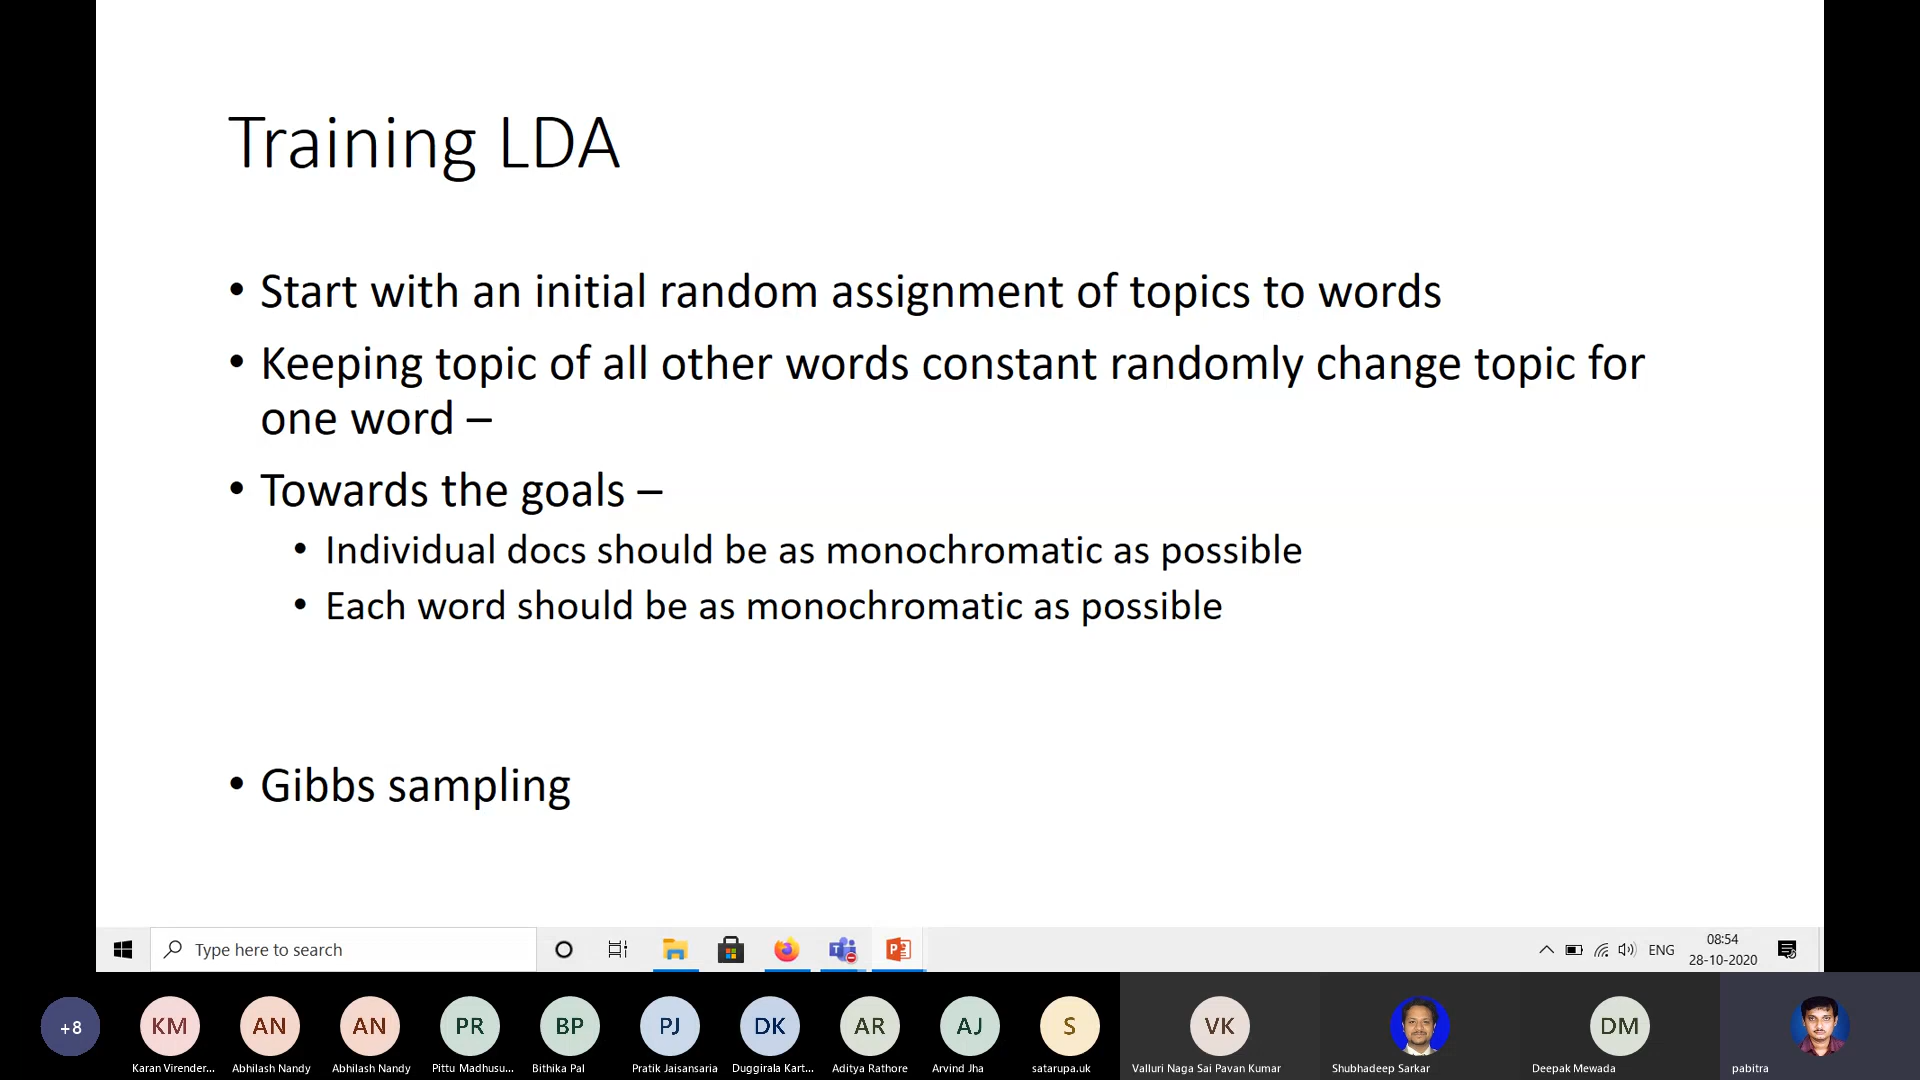 Training LDA
• Start with an initial random assignment of topics to words
• Keeping topic of all other words constant randomly change topic for
one word –
• Towards the goals –
• Individual docs should be as monochromatic as possible
• Each word should be as monochromatic as possible
• Gibbs sampling
Type here to search
ENG
08:54
28-10-2020
+8
KM
AN
AN
PR
BP
PJ
DK
AR
AJ
S
VK
DM
Karan Virender...
Abhilash Nandy
Abhilash Nandy
Pittu Madhusu...
Bithika Pal
Pratik Jaisansaria
Duggirala Kart...
Aditya Rathore
Arvind Jha
satarupa.uk
Valluri Naga Sai Pavan Kumar
Shubhadeep Sarkar
Deepak Mewada
pabitra